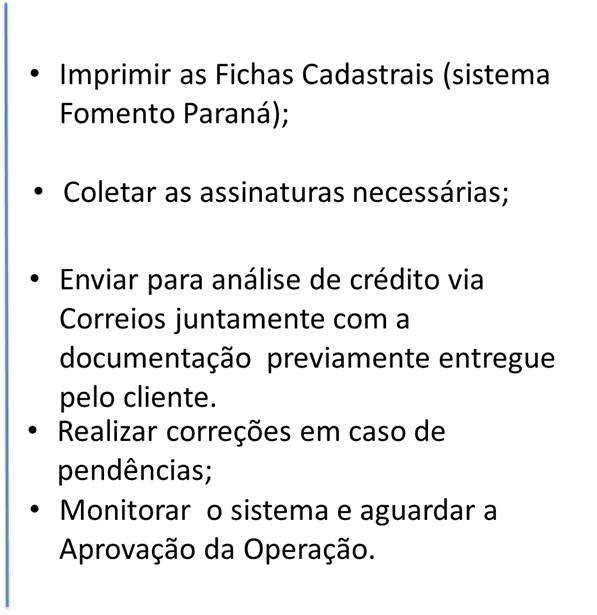 • Imprimir as Fichas Cadastrais (sistema
Fomento Paraná);
• Coletar as assinaturas necessárias;
• Enviar para análise de crédito via
Correios juntamente com a
documentação  previamente entregue
pelo cliente.
• Realizar correções em caso de
pendências;
• Monitorar  o sistema e aguardar a
Aprovação da Operação.